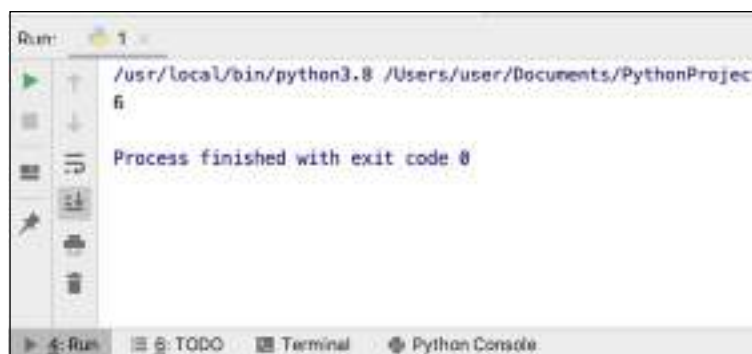 Run: 1
/usr/local/bin/python3.8 /Users/user/Documents/PythonProjec
6
Process finished with exit code 0
4: Run 6: TODO Terminal Python Console